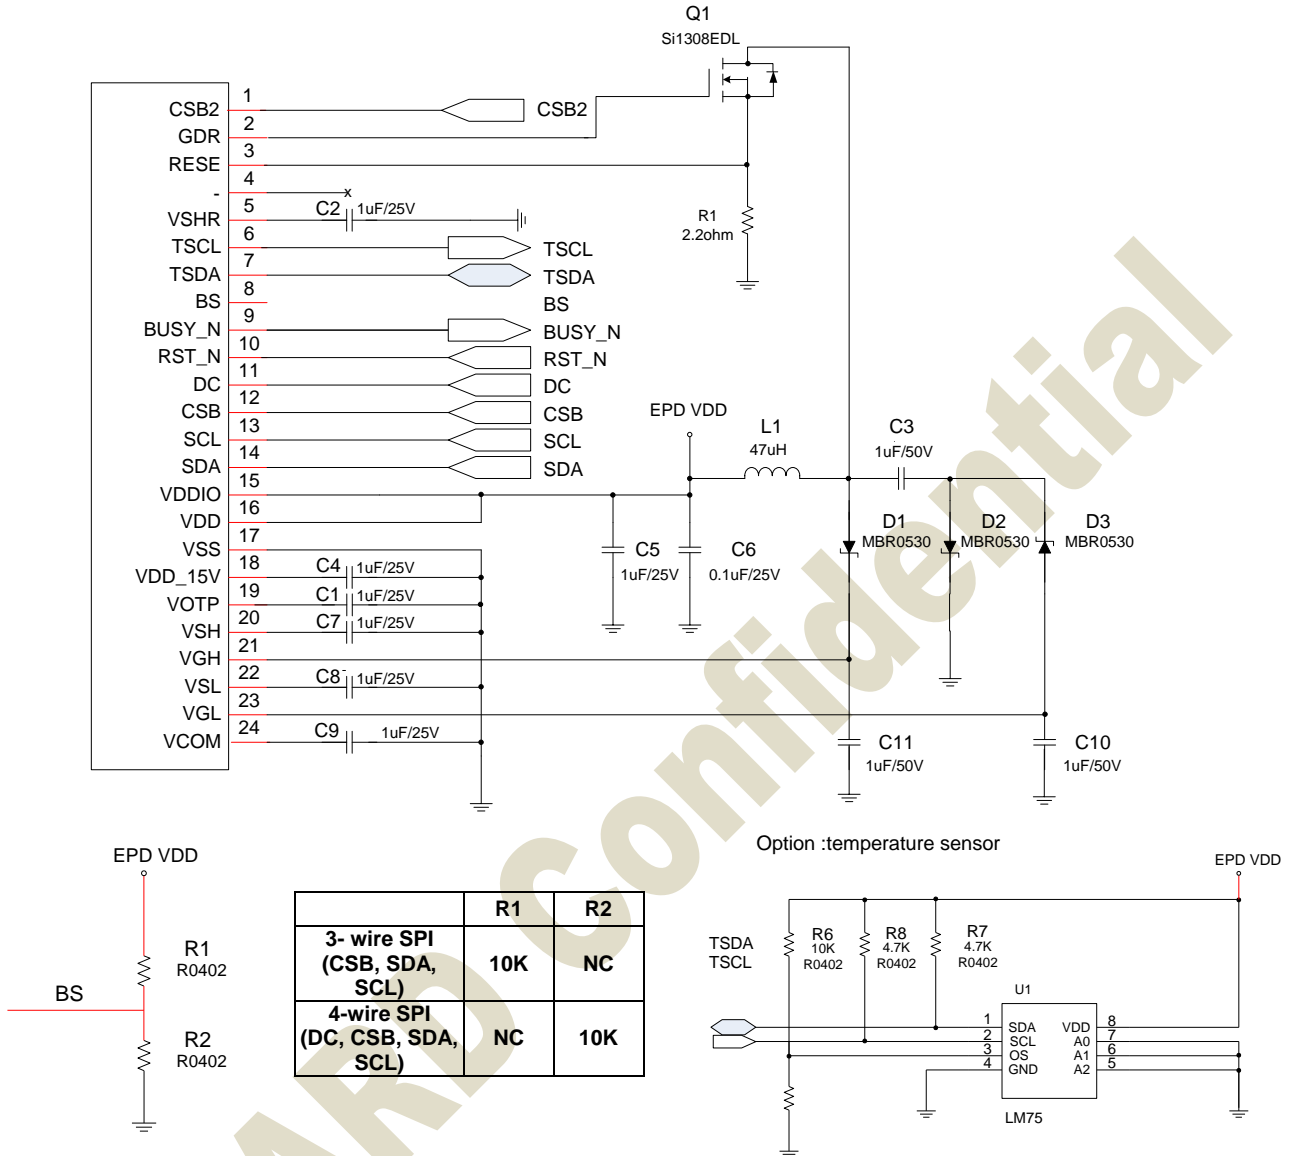 Q1
Si1308EDL
CSB2 1 CSB2
GDR 2
RESE 3
- 4 x
VSHR 5 C2 1uF/25V
TSCL 6 TSCL
TSDA 7 TSDA
BS 8 BS
BUSY_N 9 BUSY_N
RST_N 10 RST_N
DC 11 DC
CSB 12 CSB
SCL 13 SCL
SDA 14 SDA
VDDIO 15
VDD 16
VSS 17
VDD_15V 18 C4 1uF/25V
VOTP 19 C1 1uF/25V
VSH 20 C7 1uF/25V
VGH 21
VSL 22 C8 1uF/25V
VGL 23
VCOM 24 C9 1uF/25V
R1
2.2ohm
EPD VDD
L1
47uH
C3
1uF/50V
C5
1uF/25V
C6
0.1uF/25V
D1
MBR0530
D2
MBR0530
D3
MBR0530
C11
1uF/50V
C10
1uF/50V
EPD VDD
R1
R0402
BS
R2
R0402
R1 R2
3- wire SPI
(CSB, SDA,
SCL)
10K NC
4-wire SPI
(DC, CSB, SDA,
SCL)
NC 10K
Option :temperature sensor
EPD VDD
TSDA
TSCL
R6
10K
R0402
R8
4.7K
R0402
R7
4.7K
R0402
U1
1 SDA VDD 8
2 SCL A0 7
3 OS A1 6
4 GND A2 5
LM75
ARD Confidential